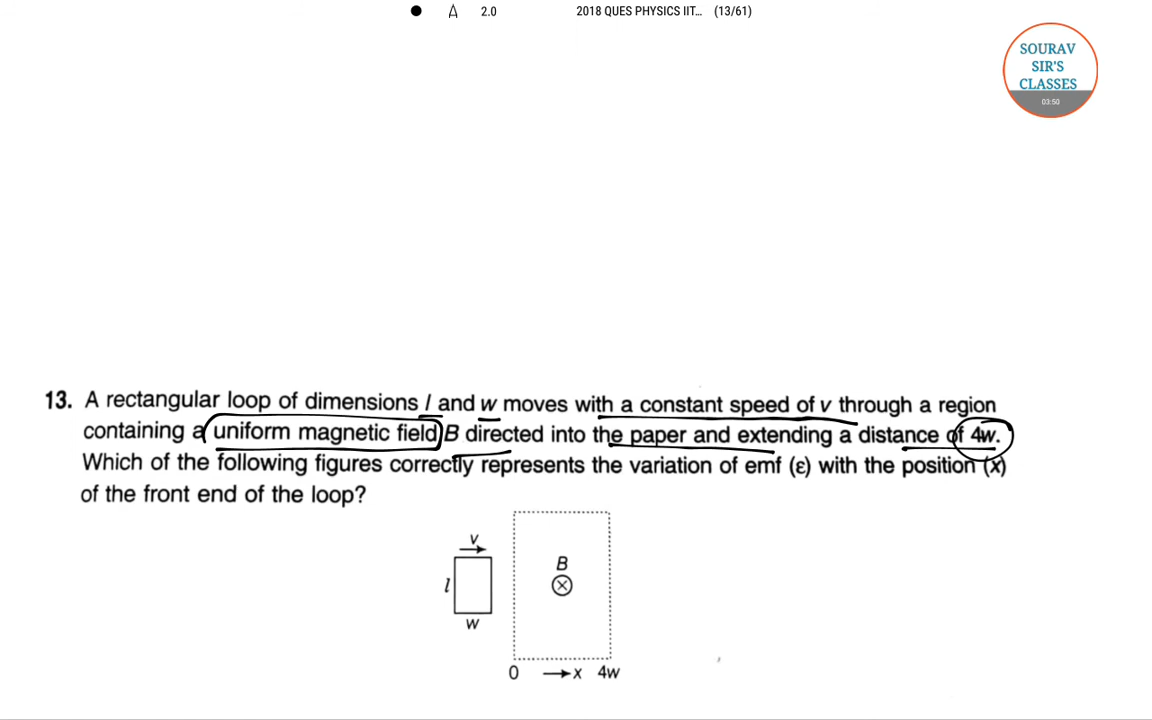 2.0 2018 QUES PHYSICS IIT... (13/61)
SOURAV
SIR'S
CLASSES
03:50
13. A rectangular loop of dimensions l and w moves with a constant speed of v through a region
containing a uniform magnetic field B directed into the paper and extending a distance of 4w.
Which of the following figures correctly represents the variation of emf (ε) with the position (x)
of the front end of the loop?
v
B
l
w
0 x 4w